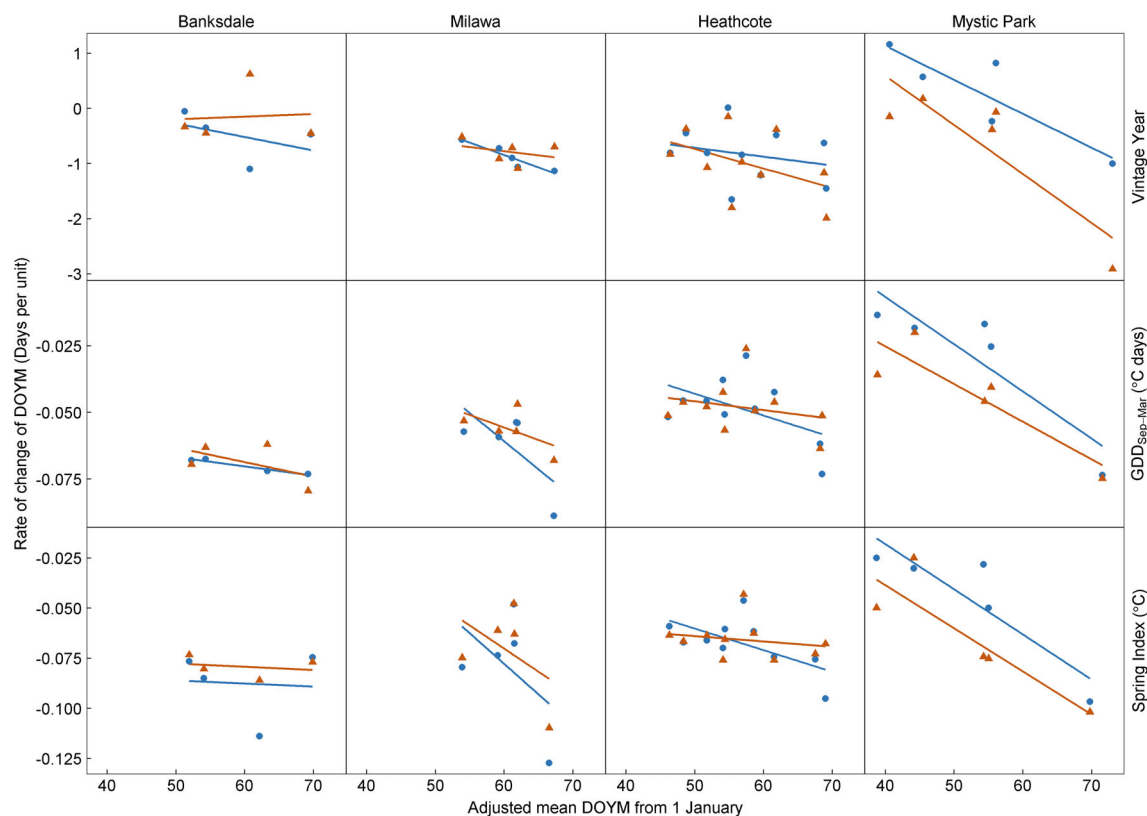 Banksdale Milawa Heathcote Mystic Park
Rate of change of DOYM (Days per unit)
1
0
-1
-2
-3
Vintage Year
-0.025
-0.050
-0.075
GDDSep–Mar (°C days)
-0.025
-0.050
-0.075
-0.100
-0.125
Spring Index (°C)
40 50 60 70 40 50 60 70 40 50 60 70 40 50 60 70
Adjusted mean DOYM from 1 January